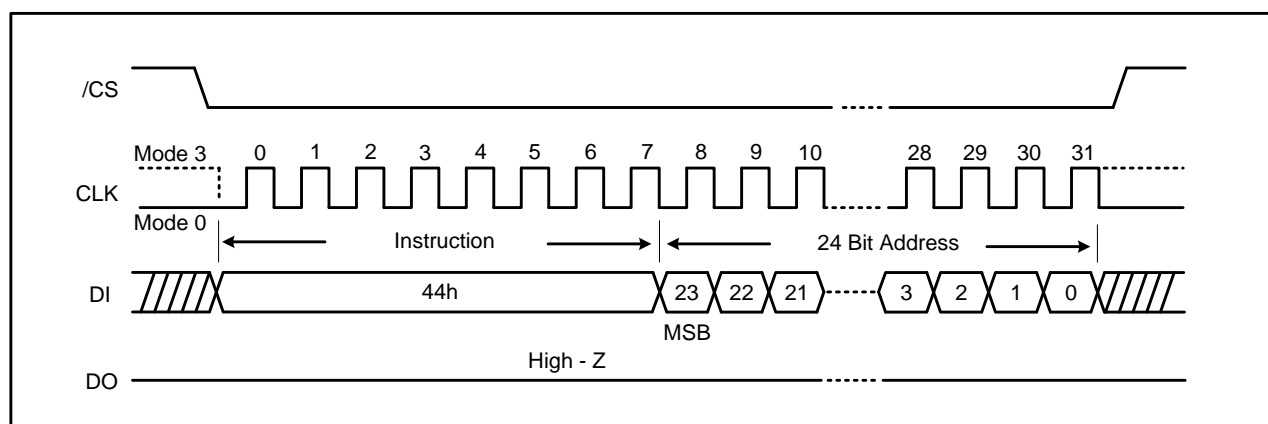 /CS
Mode 3 0 1 2 3 4 5 6 7 8 9 10 28 29 30 31
CLK
Mode 0
Instruction 24 Bit Address
DI 44h 23 22 21 3 2 1 0
MSB
High - Z
DO